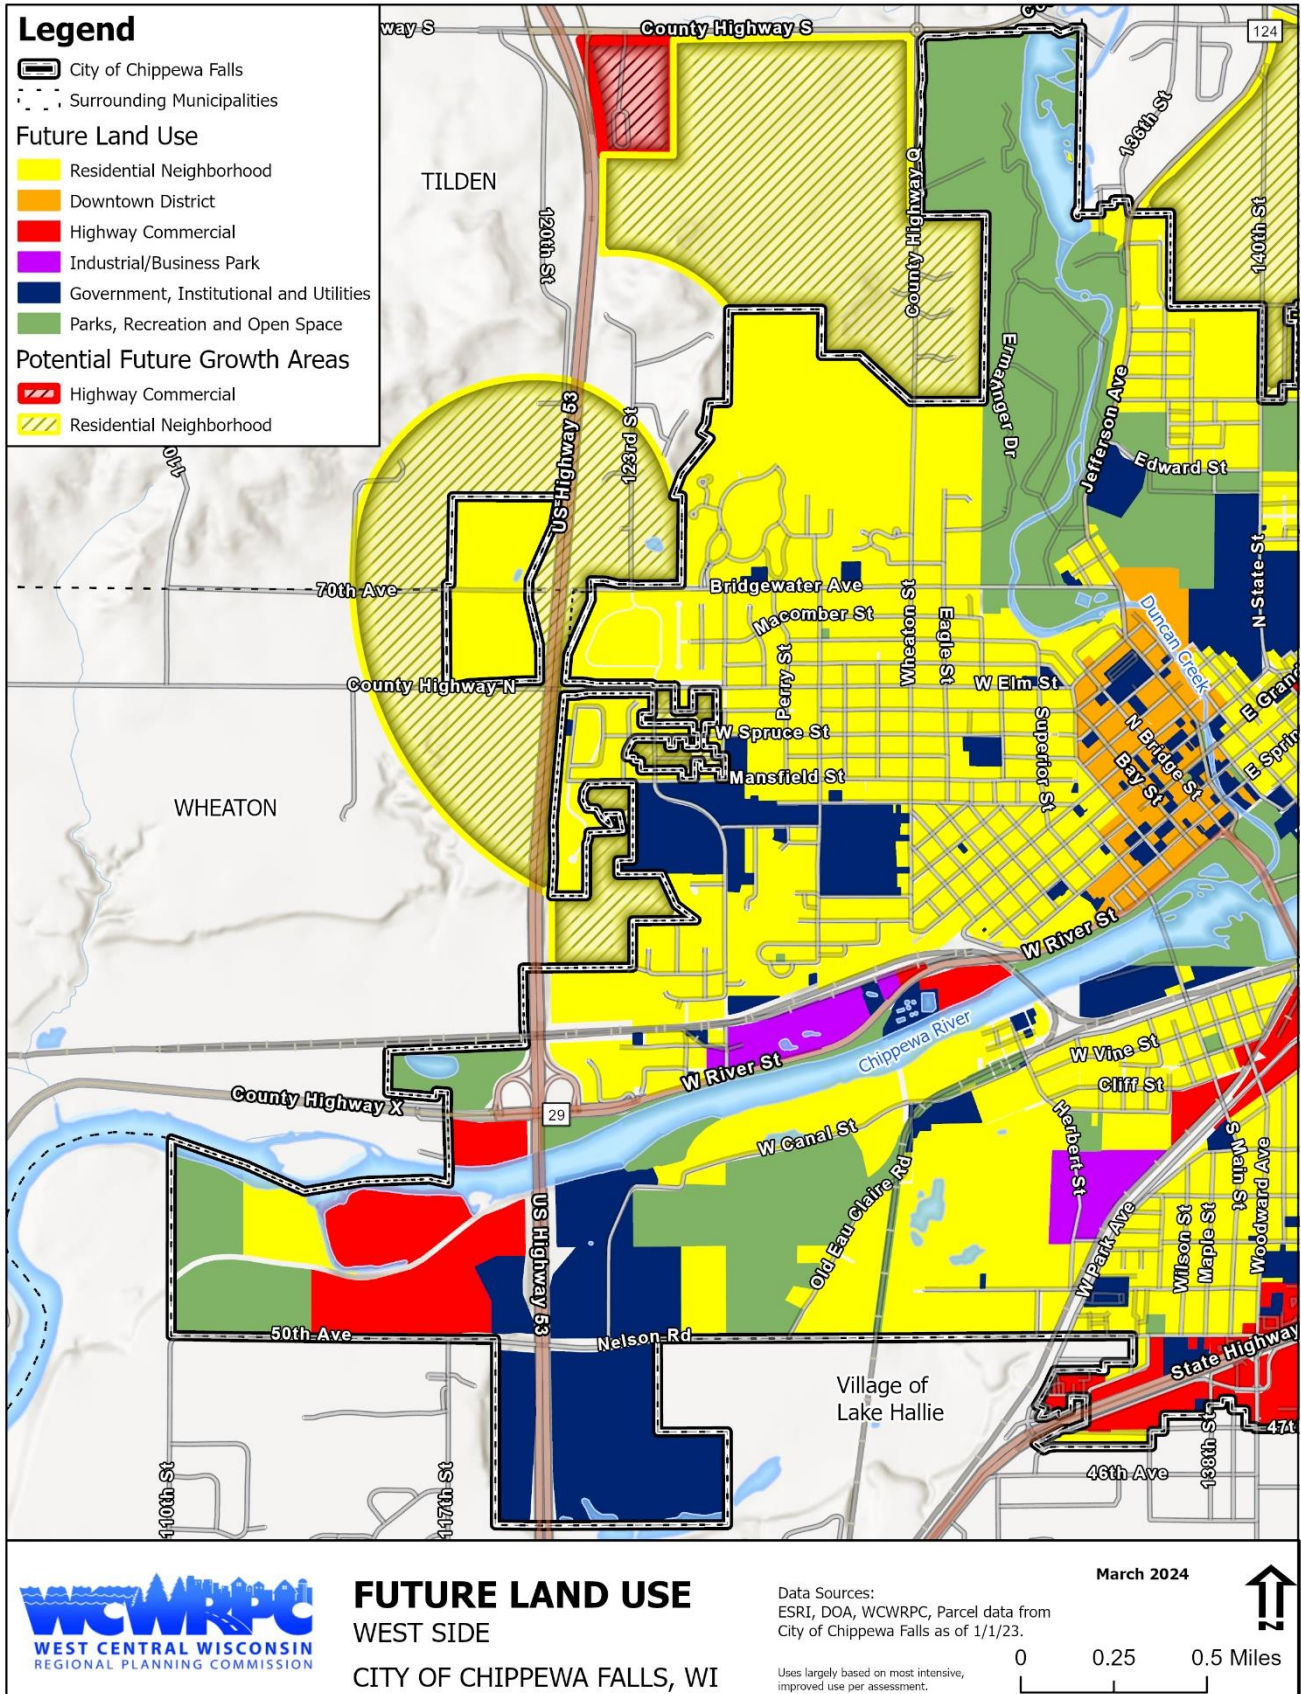 Legend
City of Chippewa Falls
Surrounding Municipalities
Future Land Use
Residential Neighborhood
Downtown District
Highway Commercial
Industrial/Business Park
Government, Institutional and Utilities
Parks, Recreation and Open Space
Potential Future Growth Areas
Highway Commercial
Residential Neighborhood
way S
County Highway S
124
136th St
TILDEN
120th St
County Highway Q
140th St
Ermatinger Dr
Jefferson Ave
US Highway 53
123rd St
Edward St
N State St
70th Ave
Bridgewater Ave
Macomber St
Wheaton St
Eagle St
Duncan Creek
Perry St
County Highway N
W Elm St
E Gran
W Spruce St
Superior St
N Bridge St
Bay St
E Sprin
Mansfield St
WHEATON
W River St
Chippewa River
W River St
W Vine St
Cliff St
County Highway X
29
W Canal St
Herbert St
S Main St
Woodward Ave
Old Eau Claire Rd
US Highway 53
W Park Ave
Wilson St
Maple St
50th Ave
Nelson Rd
State Highway
Village of
Lake Hallie
47t
46th Ave
138th St
110th St
117th St
WCWRPC
WEST CENTRAL WISCONSIN
REGIONAL PLANNING COMMISSION
FUTURE LAND USE
WEST SIDE
CITY OF CHIPPEWA FALLS, WI
Data Sources:
ESRI, DOA, WCWRPC, Parcel data from
City of Chippewa Falls as of 1/1/23.
Uses largely based on most intensive,
improved use per assessment.
March 2024
N
0 0.25 0.5 Miles